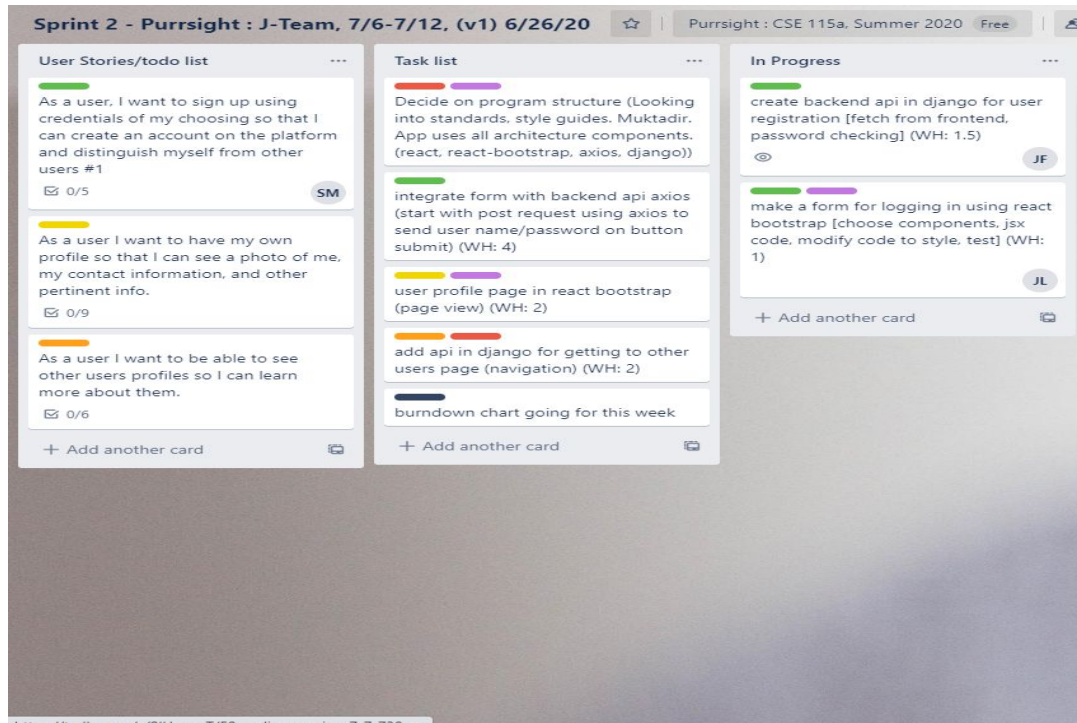 Sprint 2 - Purrsight : J-Team, 7/6-7/12, (v1) 6/26/20
Purrsight : CSE 115a, Summer 2020 Free
User Stories/todo list
As a user, I want to sign up using
credentials of my choosing so that I
can create an account on the platform
and distinguish myself from other
users #1
0/5
SM
As a user I want to have my own
profile so that I can see a photo of me,
my contact information, and other
pertinent info.
0/9
As a user I want to be able to see
other users profiles so I can learn
more about them.
0/6
+ Add another card
Task list
Decide on program structure (Looking
into standards, style guides. Muktadir.
App uses all architecture components.
(react, react-bootstrap, axios, django))
integrate form with backend api axios
(start with post request using axios to
send user name/password on button
submit) (WH: 4)
user profile page in react bootstrap
(page view) (WH: 2)
add api in django for getting to other
users page (navigation) (WH: 2)
burndown chart going for this week
+ Add another card
In Progress
create backend api in django for user
registration [fetch from frontend,
password checking] (WH: 1.5)
JF
make a form for logging in using react
bootstrap [choose components, jsx
code, modify code to style, test] (WH:
1)
JL
+ Add another card